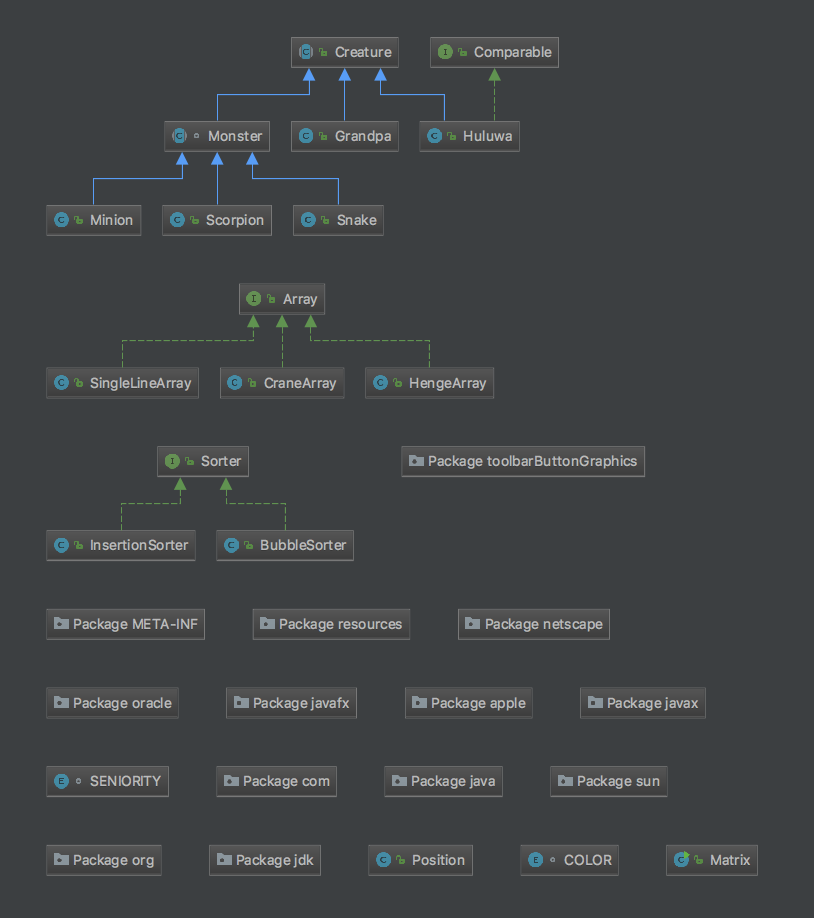 Creature
Comparable
Monster
Grandpa
Huluwa
Minion
Scorpion
Snake
Array
SingleLineArray
CraneArray
HengeArray
Sorter
Package toolbarButtonGraphics
InsertionSorter
BubbleSorter
Package META-INF
Package resources
Package netscape
Package oracle
Package javafx
Package apple
Package javax
SENIORITY
Package com
Package java
Package sun
Package org
Package jdk
Position
COLOR
Matrix